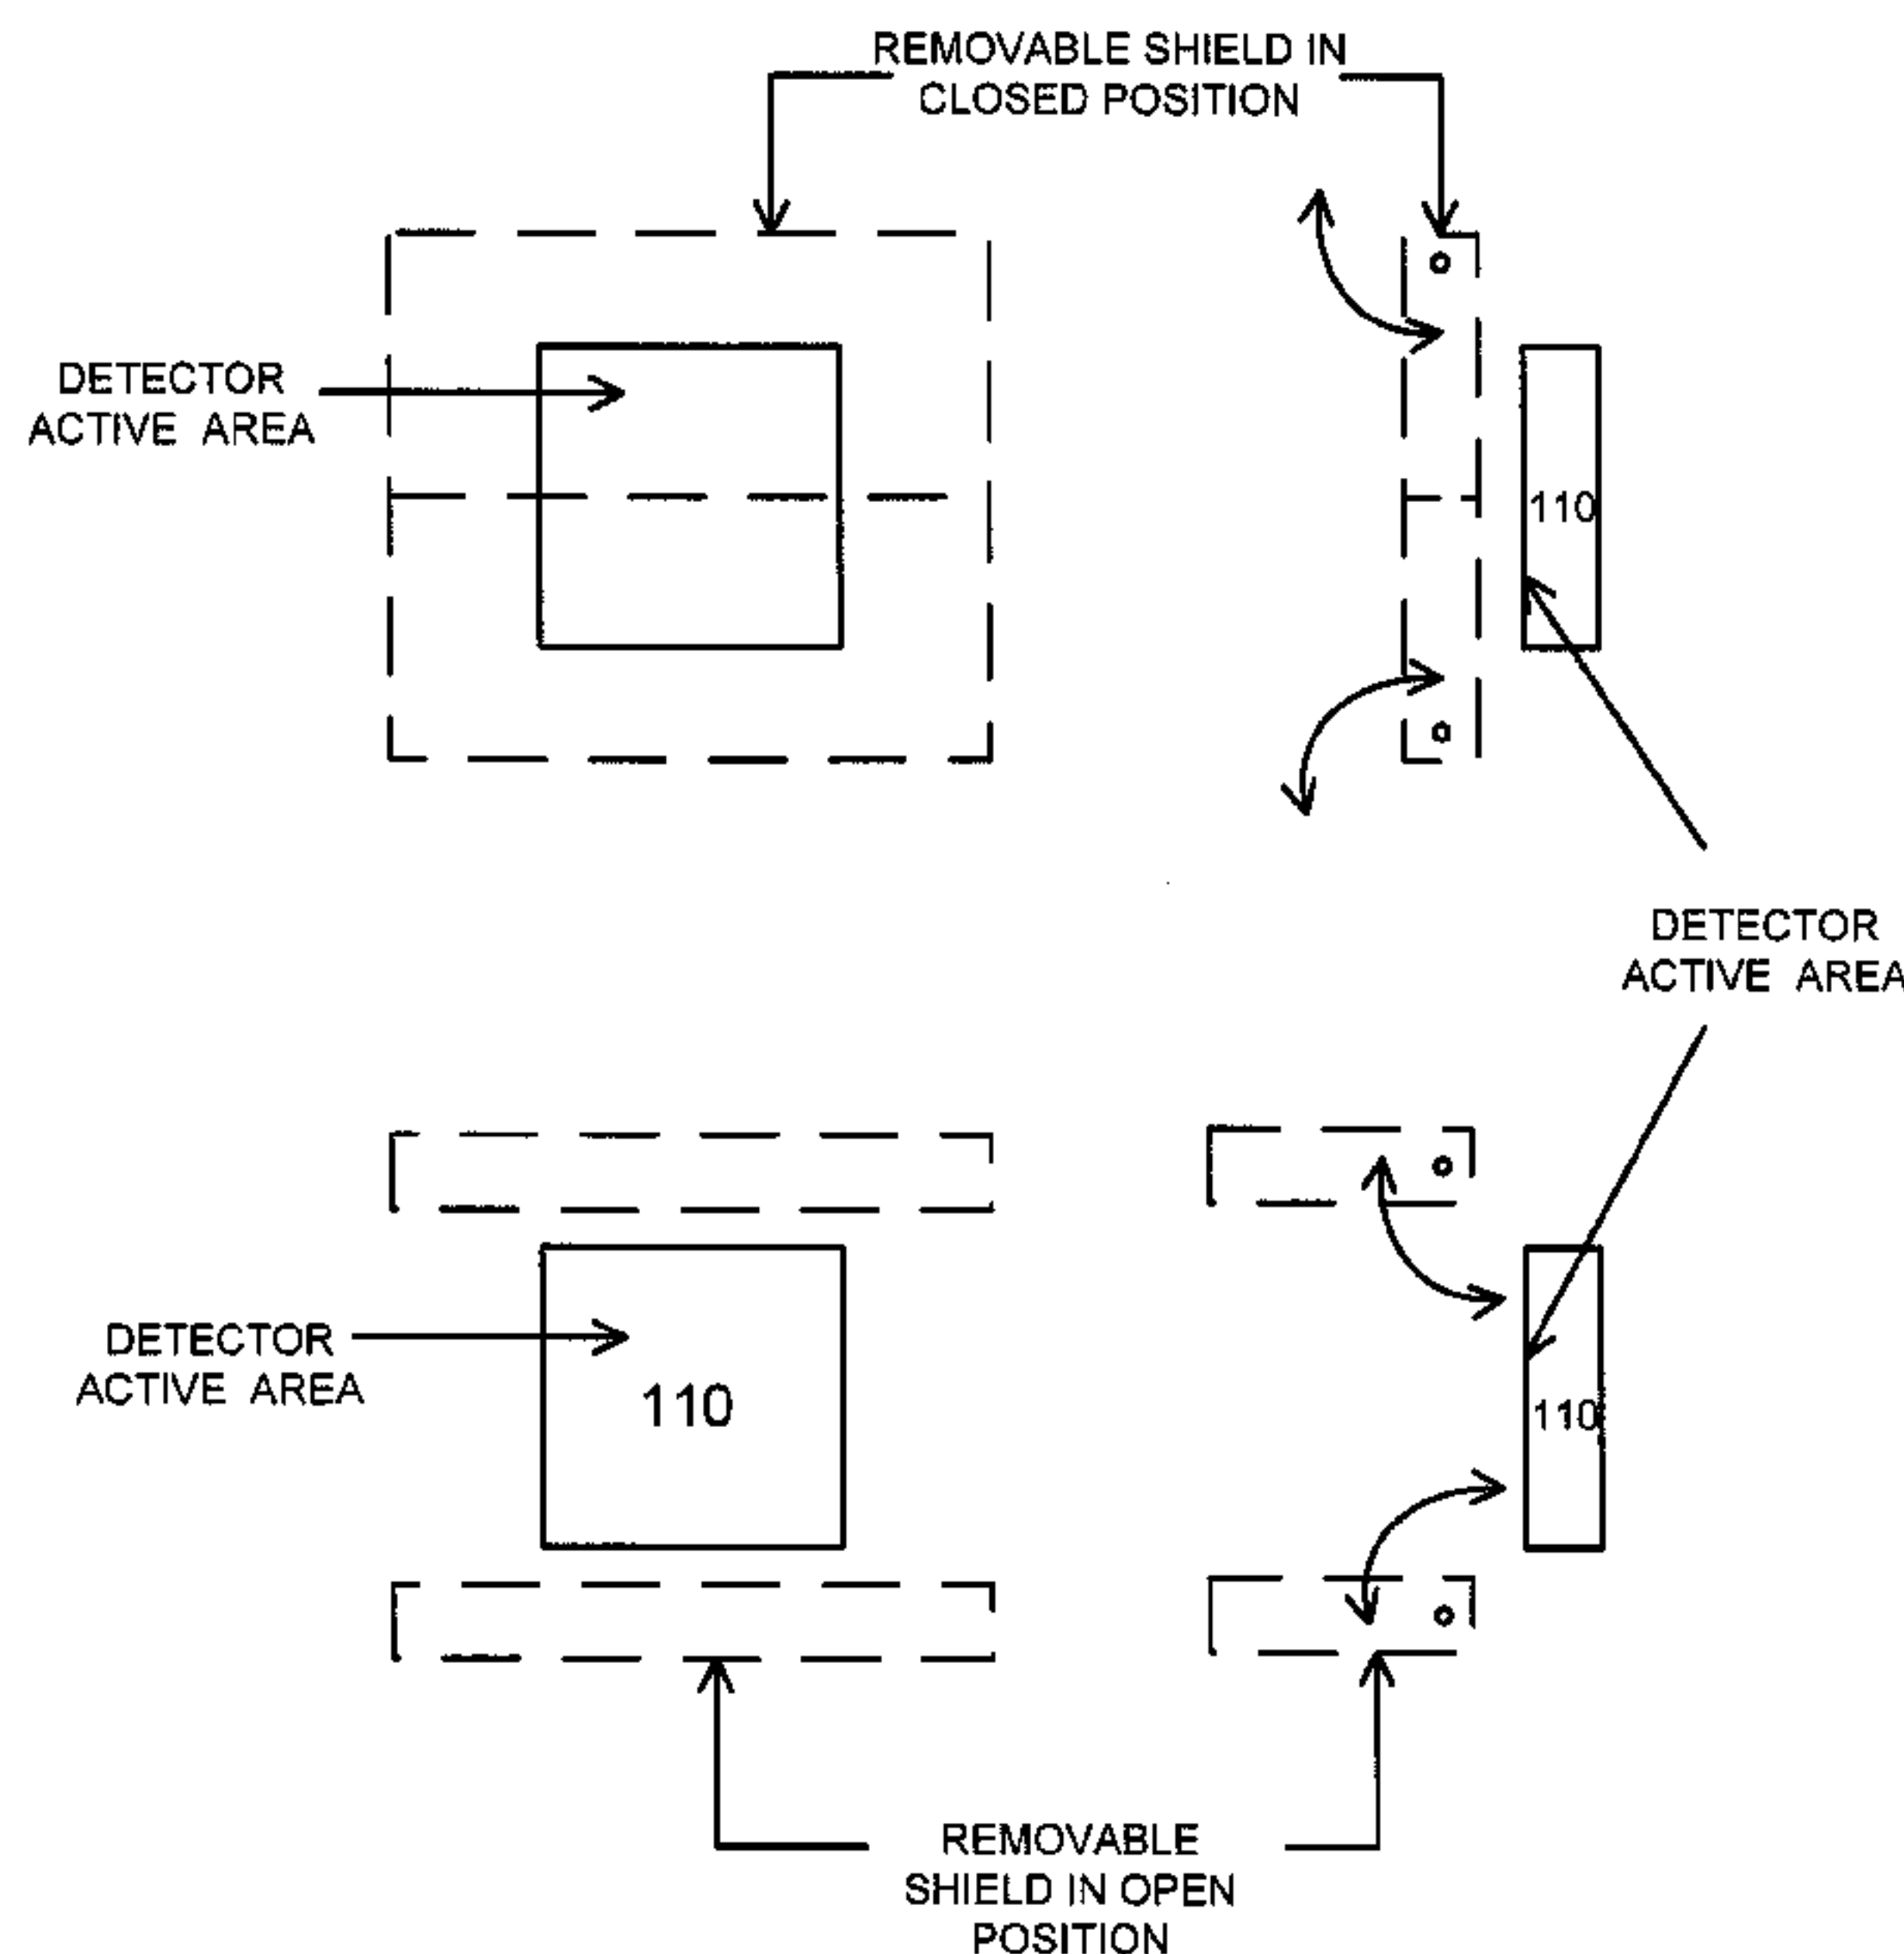 REMOVABLE SHIELD IN
CLOSED POSITION
DETECTOR
ACTIVE AREA
110
DETECTOR
ACTIVE AREA
DETECTOR
ACTIVE AREA
110
110
REMOVABLE
SHIELD IN OPEN
POSITION